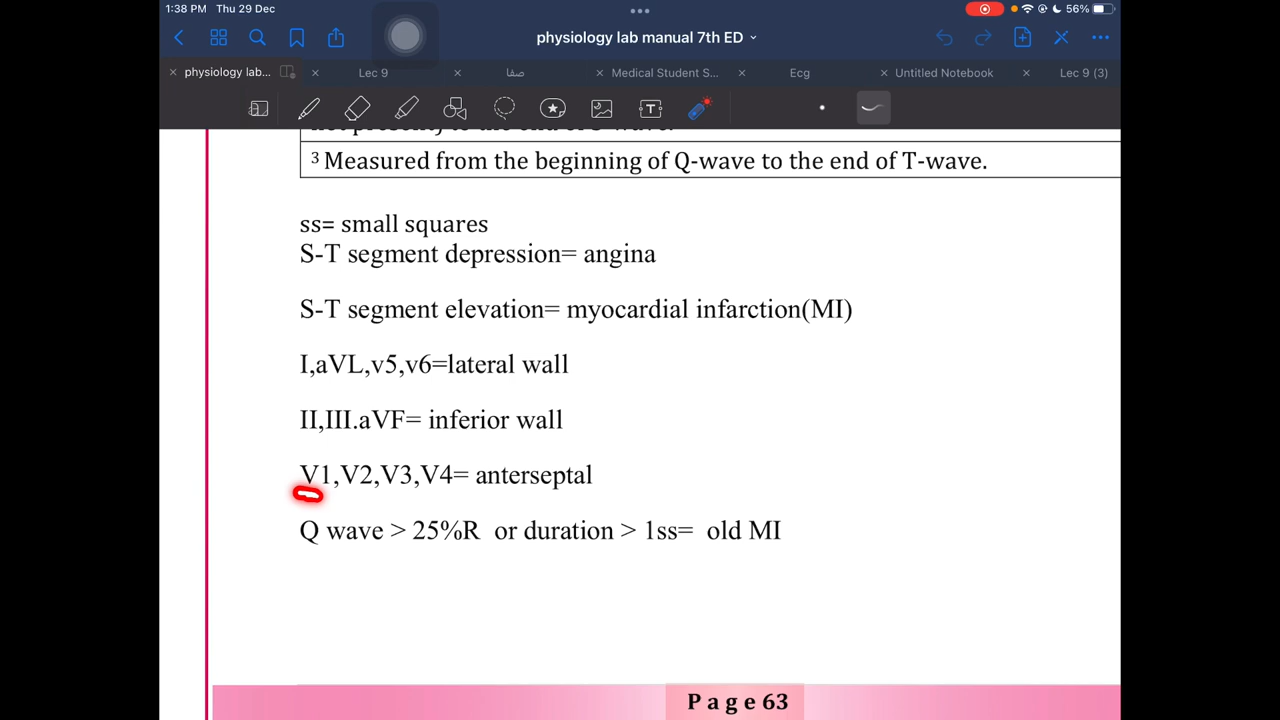 1:38 PM Thu 29 Dec
56%
physiology lab manual 7th ED
physiology lab...
Lec 9
صفا
Medical Student S...
Ecg
Untitled Notebook
Lec 9 (3)
3 Measured from the beginning of Q-wave to the end of T-wave.
ss= small squares
S-T segment depression= angina
S-T segment elevation= myocardial infarction(MI)
I,aVL,v5,v6=lateral wall
II,III.aVF= inferior wall
V1,V2,V3,V4= anterseptal
Q wave > 25%R or duration > 1ss= old MI
Page 63